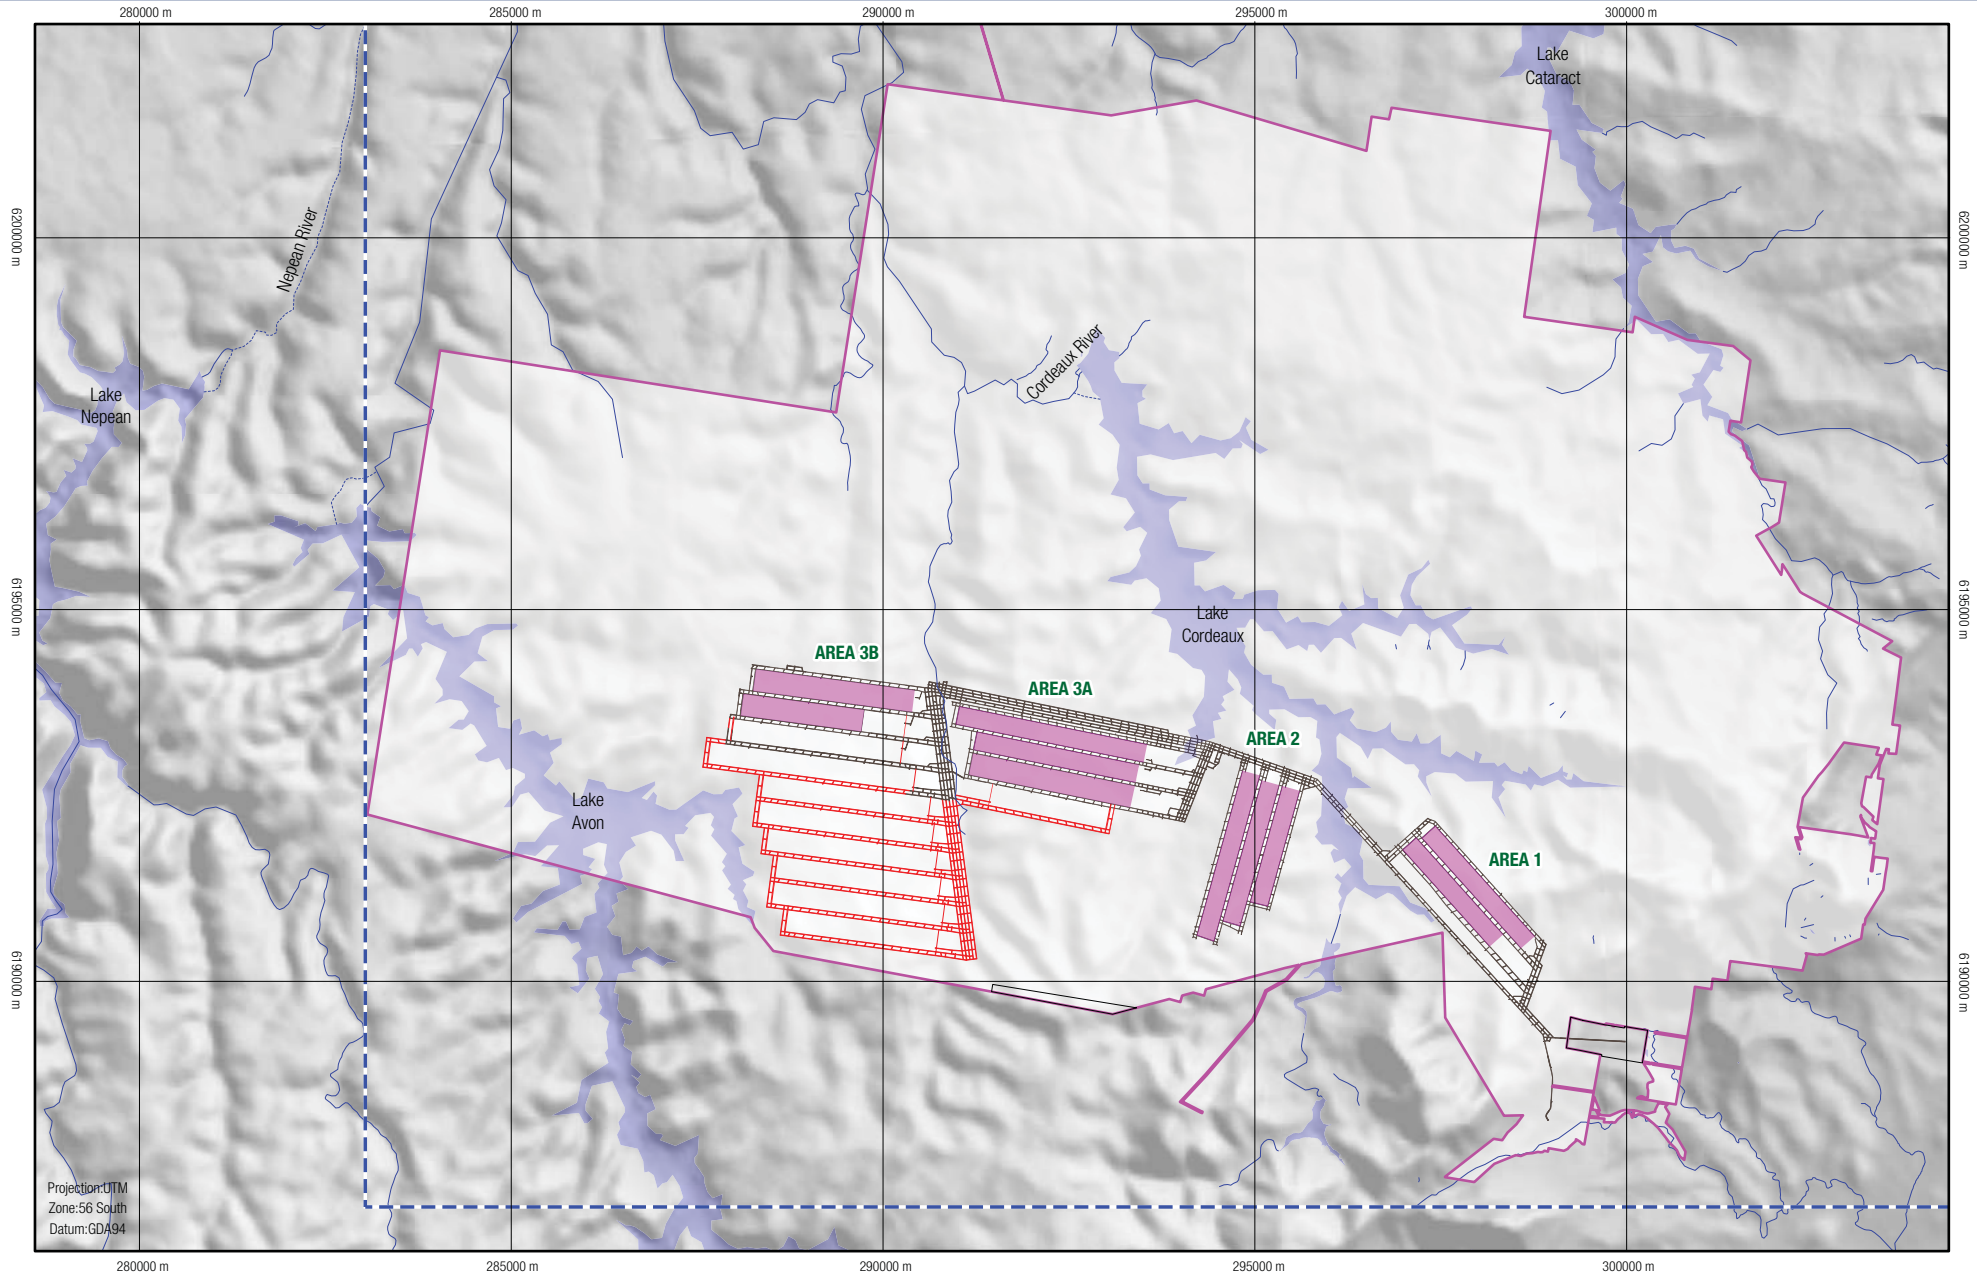 280000 m
285000 m
290000 m
295000 m
300000 m
Lake
Cataract
6200000 m
6200000 m
Nepean River
Cordeaux River
Lake
Nepean
6195000 m
6195000 m
Lake
Cordeaux
AREA 3B
AREA 3A
AREA 2
Lake
Avon
AREA 1
6190000 m
6190000 m
Projection:UTM
Zone:56 South
Datum:GDA94
280000 m
285000 m
290000 m
295000 m
300000 m